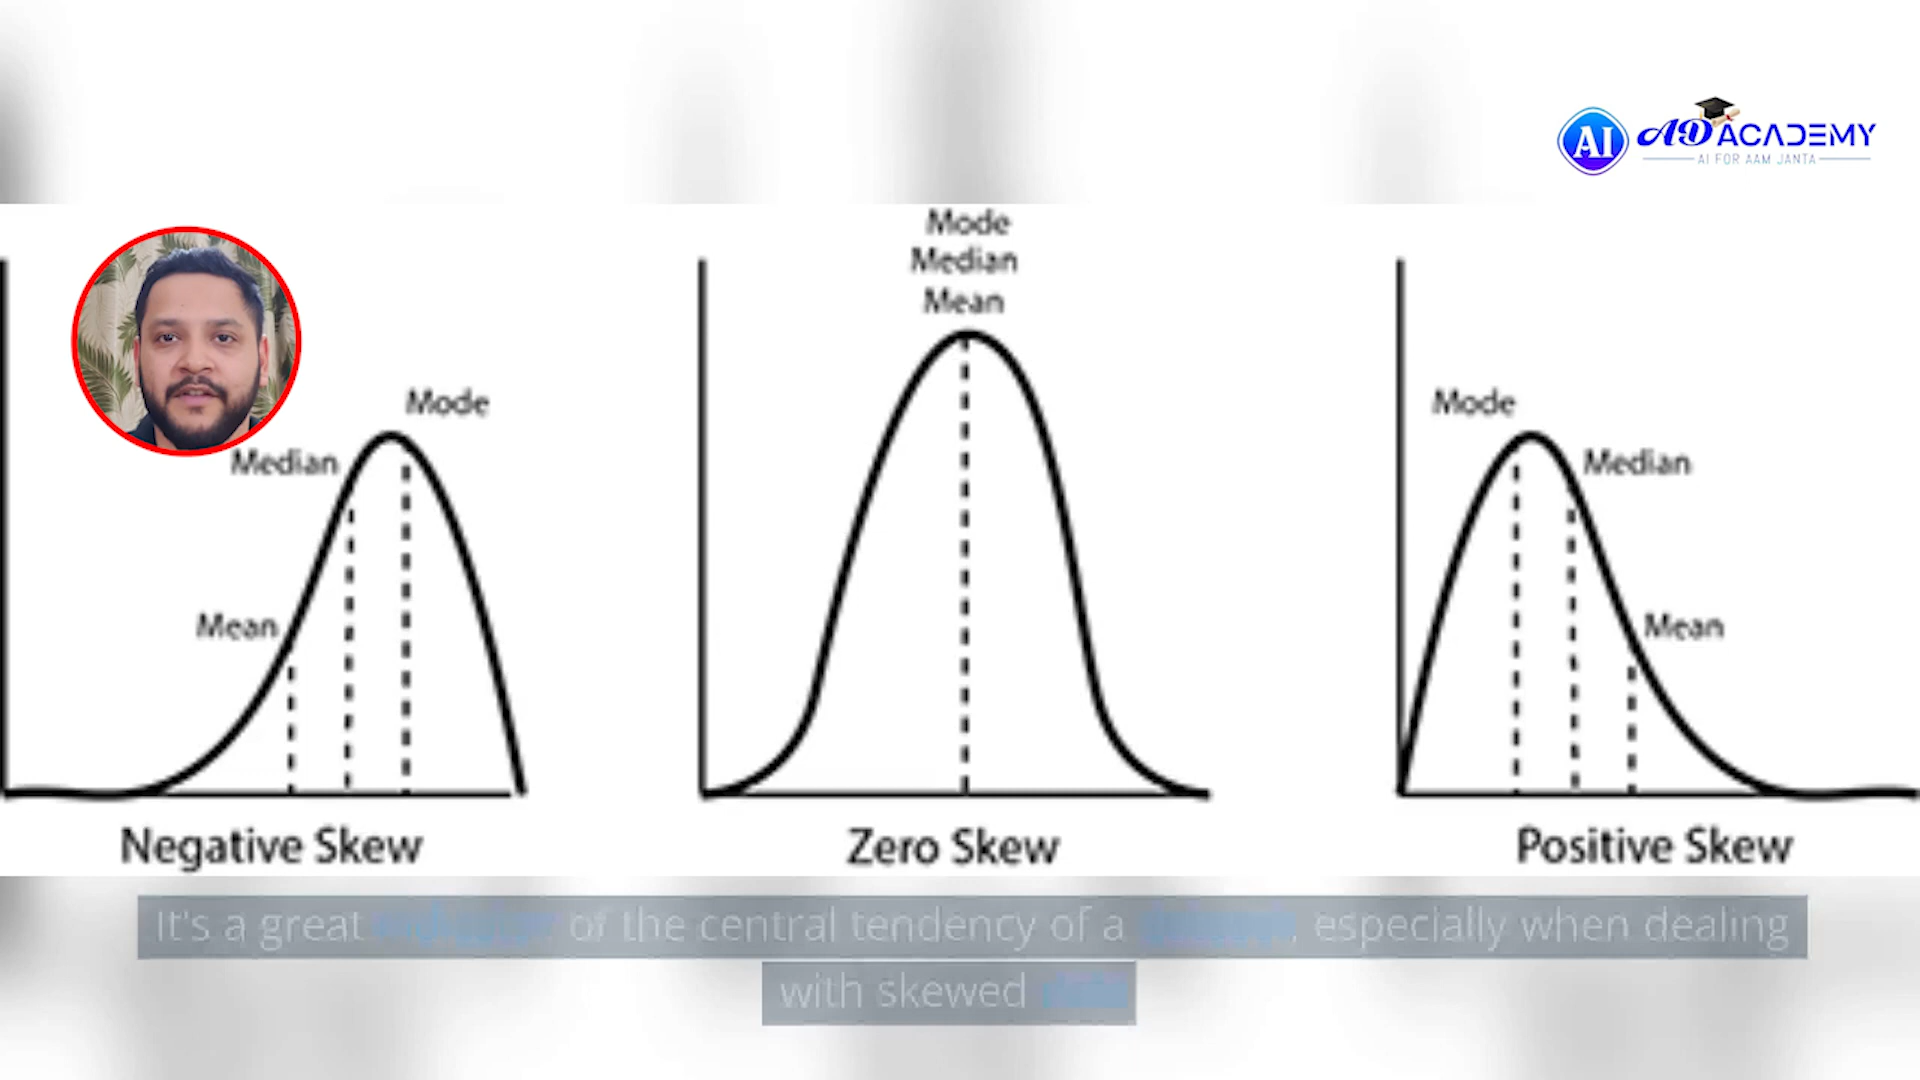 AI AD ACADEMY
AI FOR AAM JANTA
Mode
Median
Mean
Mode
Median
Mean
Mode
Median
Mean
Negative Skew
Zero Skew
Positive Skew
It's a great of the central tendency of a especially when dealing
with skewed